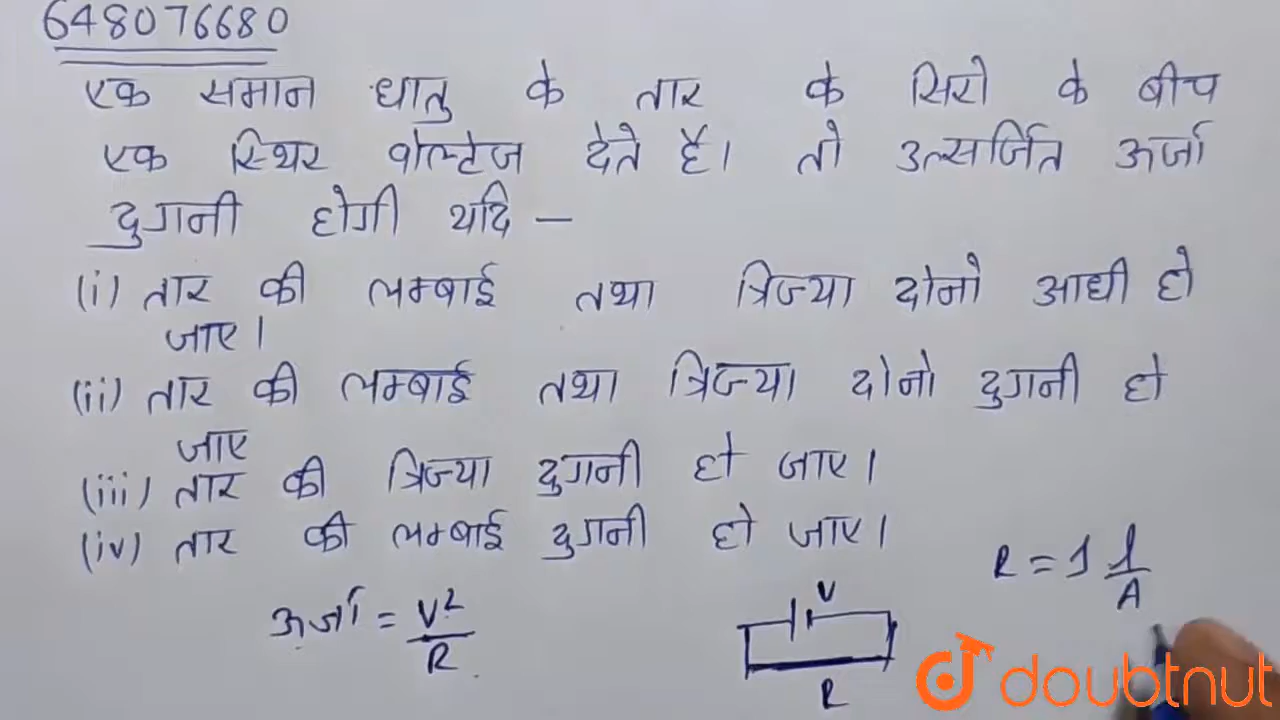 648076680
एक समान धातु के तार के सिरो के बीच
एक स्थिर वोल्टेज देते हैं। तो उत्सर्जित ऊर्जा
दुगनी होगी यदि –
(i) तार की लम्बाई तथा त्रिज्या दोनो आधी हो
जाए।
(ii) तार की लम्बाई तथा त्रिज्या दोनो दुगनी हो
जाए
(iii) तार की त्रिज्या दुगनी हो जाए।
(iv) तार की लम्बाई दुगनी हो जाए।
R = ρ l/A
V
ऊर्जा = V²/R
R
doubtnut